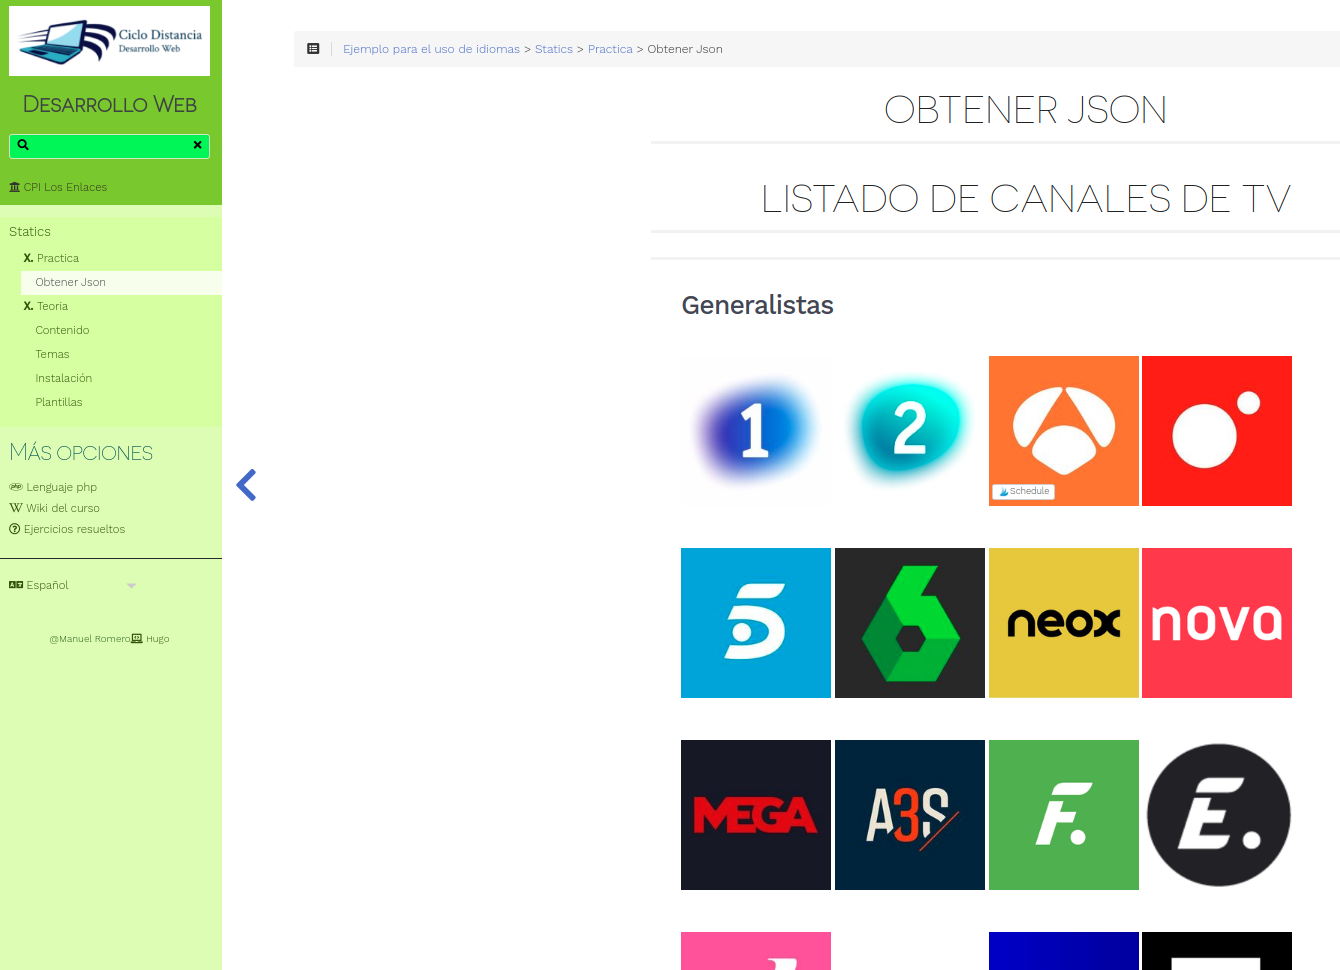 Ciclo Distancia
Desarrollo Web
Desarrollo Web
CPI Los Enlaces
Statics
X. Practica
Obtener Json
X. Teoria
Contenido
Temas
Instalación
Plantillas
Más opciones
Lenguaje php
Wiki del curso
Ejercicios resueltos
Español
@Manuel Romero Hugo
Ejemplo para el uso de idiomas > Statics > Practica > Obtener Json
OBTENER JSON
LISTADO DE CANALES DE TV
Generalistas
1
2
Schedule
5
6
neox
nova
MEGA
A3S
F.
E.